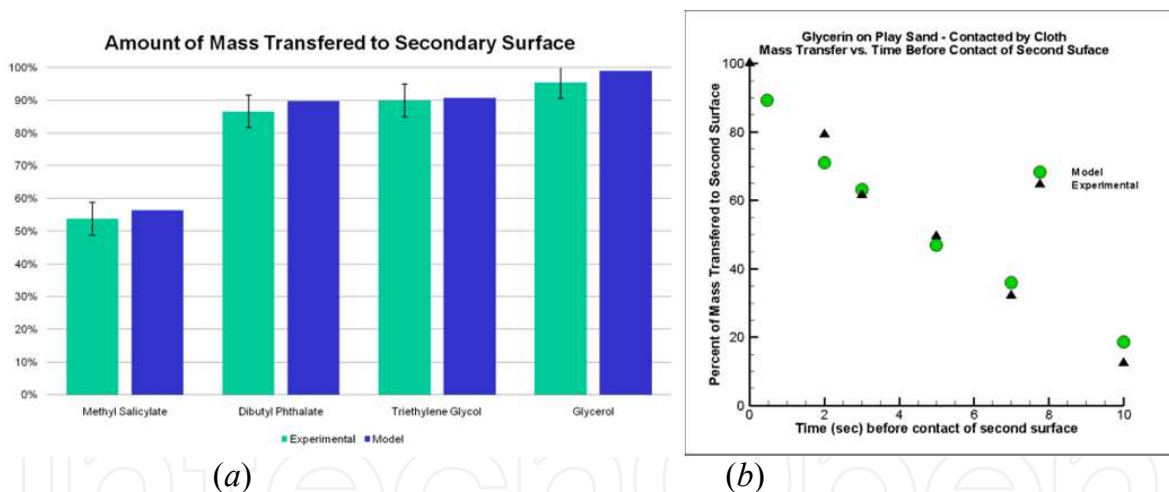 Amount of Mass Transfered to Secondary Surface
100%
90%
80%
70%
60%
50%
40%
30%
20%
10%
0%
Methyl Salicylate Dibutyl Phthalate Triethylene Glycol Glycerol
Experimental Model
(a)
Glycerin on Play Sand - Contacted by Cloth
Mass Transfer vs. Time Before Contact of Second Suface
Percent of Mass Transfered to Second Surface
100
80
60
40
20
0
Model
Experimental
0 2 4 6 8 10
Time (sec) before contact of second surface
(b)